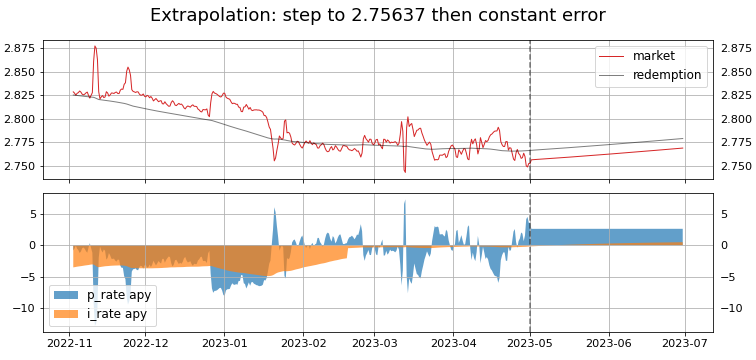 Extrapolation: step to 2.75637 then constant error
2.875 2.875
2.850 2.850
2.825 2.825
2.800 2.800
2.775 2.775
2.750 2.750
market
redemption
5 5
0 0
−5 −5
−10 −10
p_rate apy
i_rate apy
2022-11 2022-12 2023-01 2023-02 2023-03 2023-04 2023-05 2023-06 2023-07